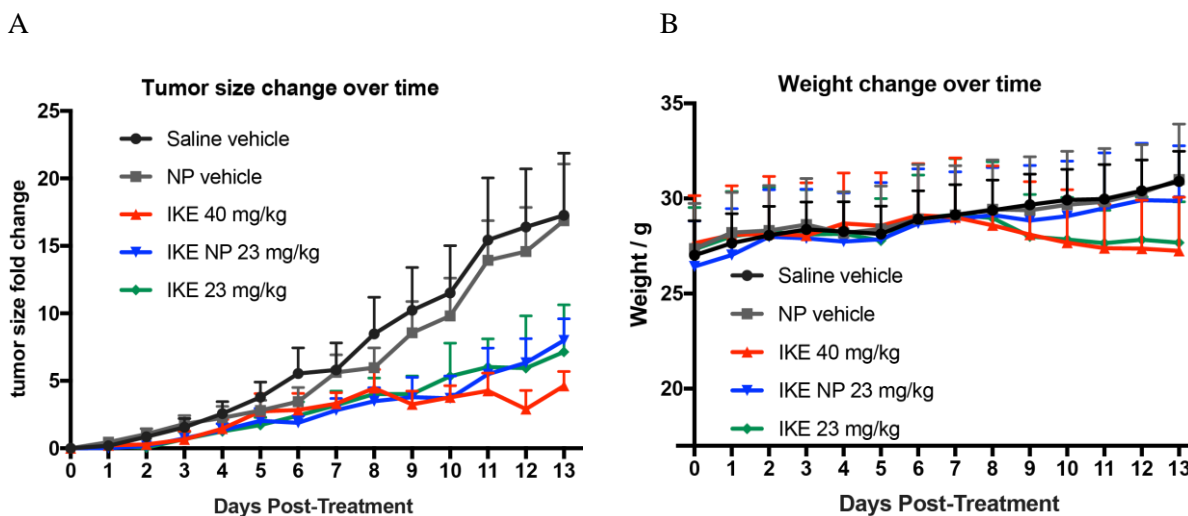 A
Tumor size change over time
tumor size fold change
25
20
15
10
5
0
Saline vehicle
NP vehicle
IKE 40 mg/kg
IKE NP 23 mg/kg
IKE 23 mg/kg
0 1 2 3 4 5 6 7 8 9 10 11 12 13
Days Post-Treatment
B
Weight change over time
Weight / g
35
30
25
20
Saline vehicle
NP vehicle
IKE 40 mg/kg
IKE NP 23 mg/kg
IKE 23 mg/kg
0 1 2 3 4 5 6 7 8 9 10 11 12 13
Days Post-Treatment